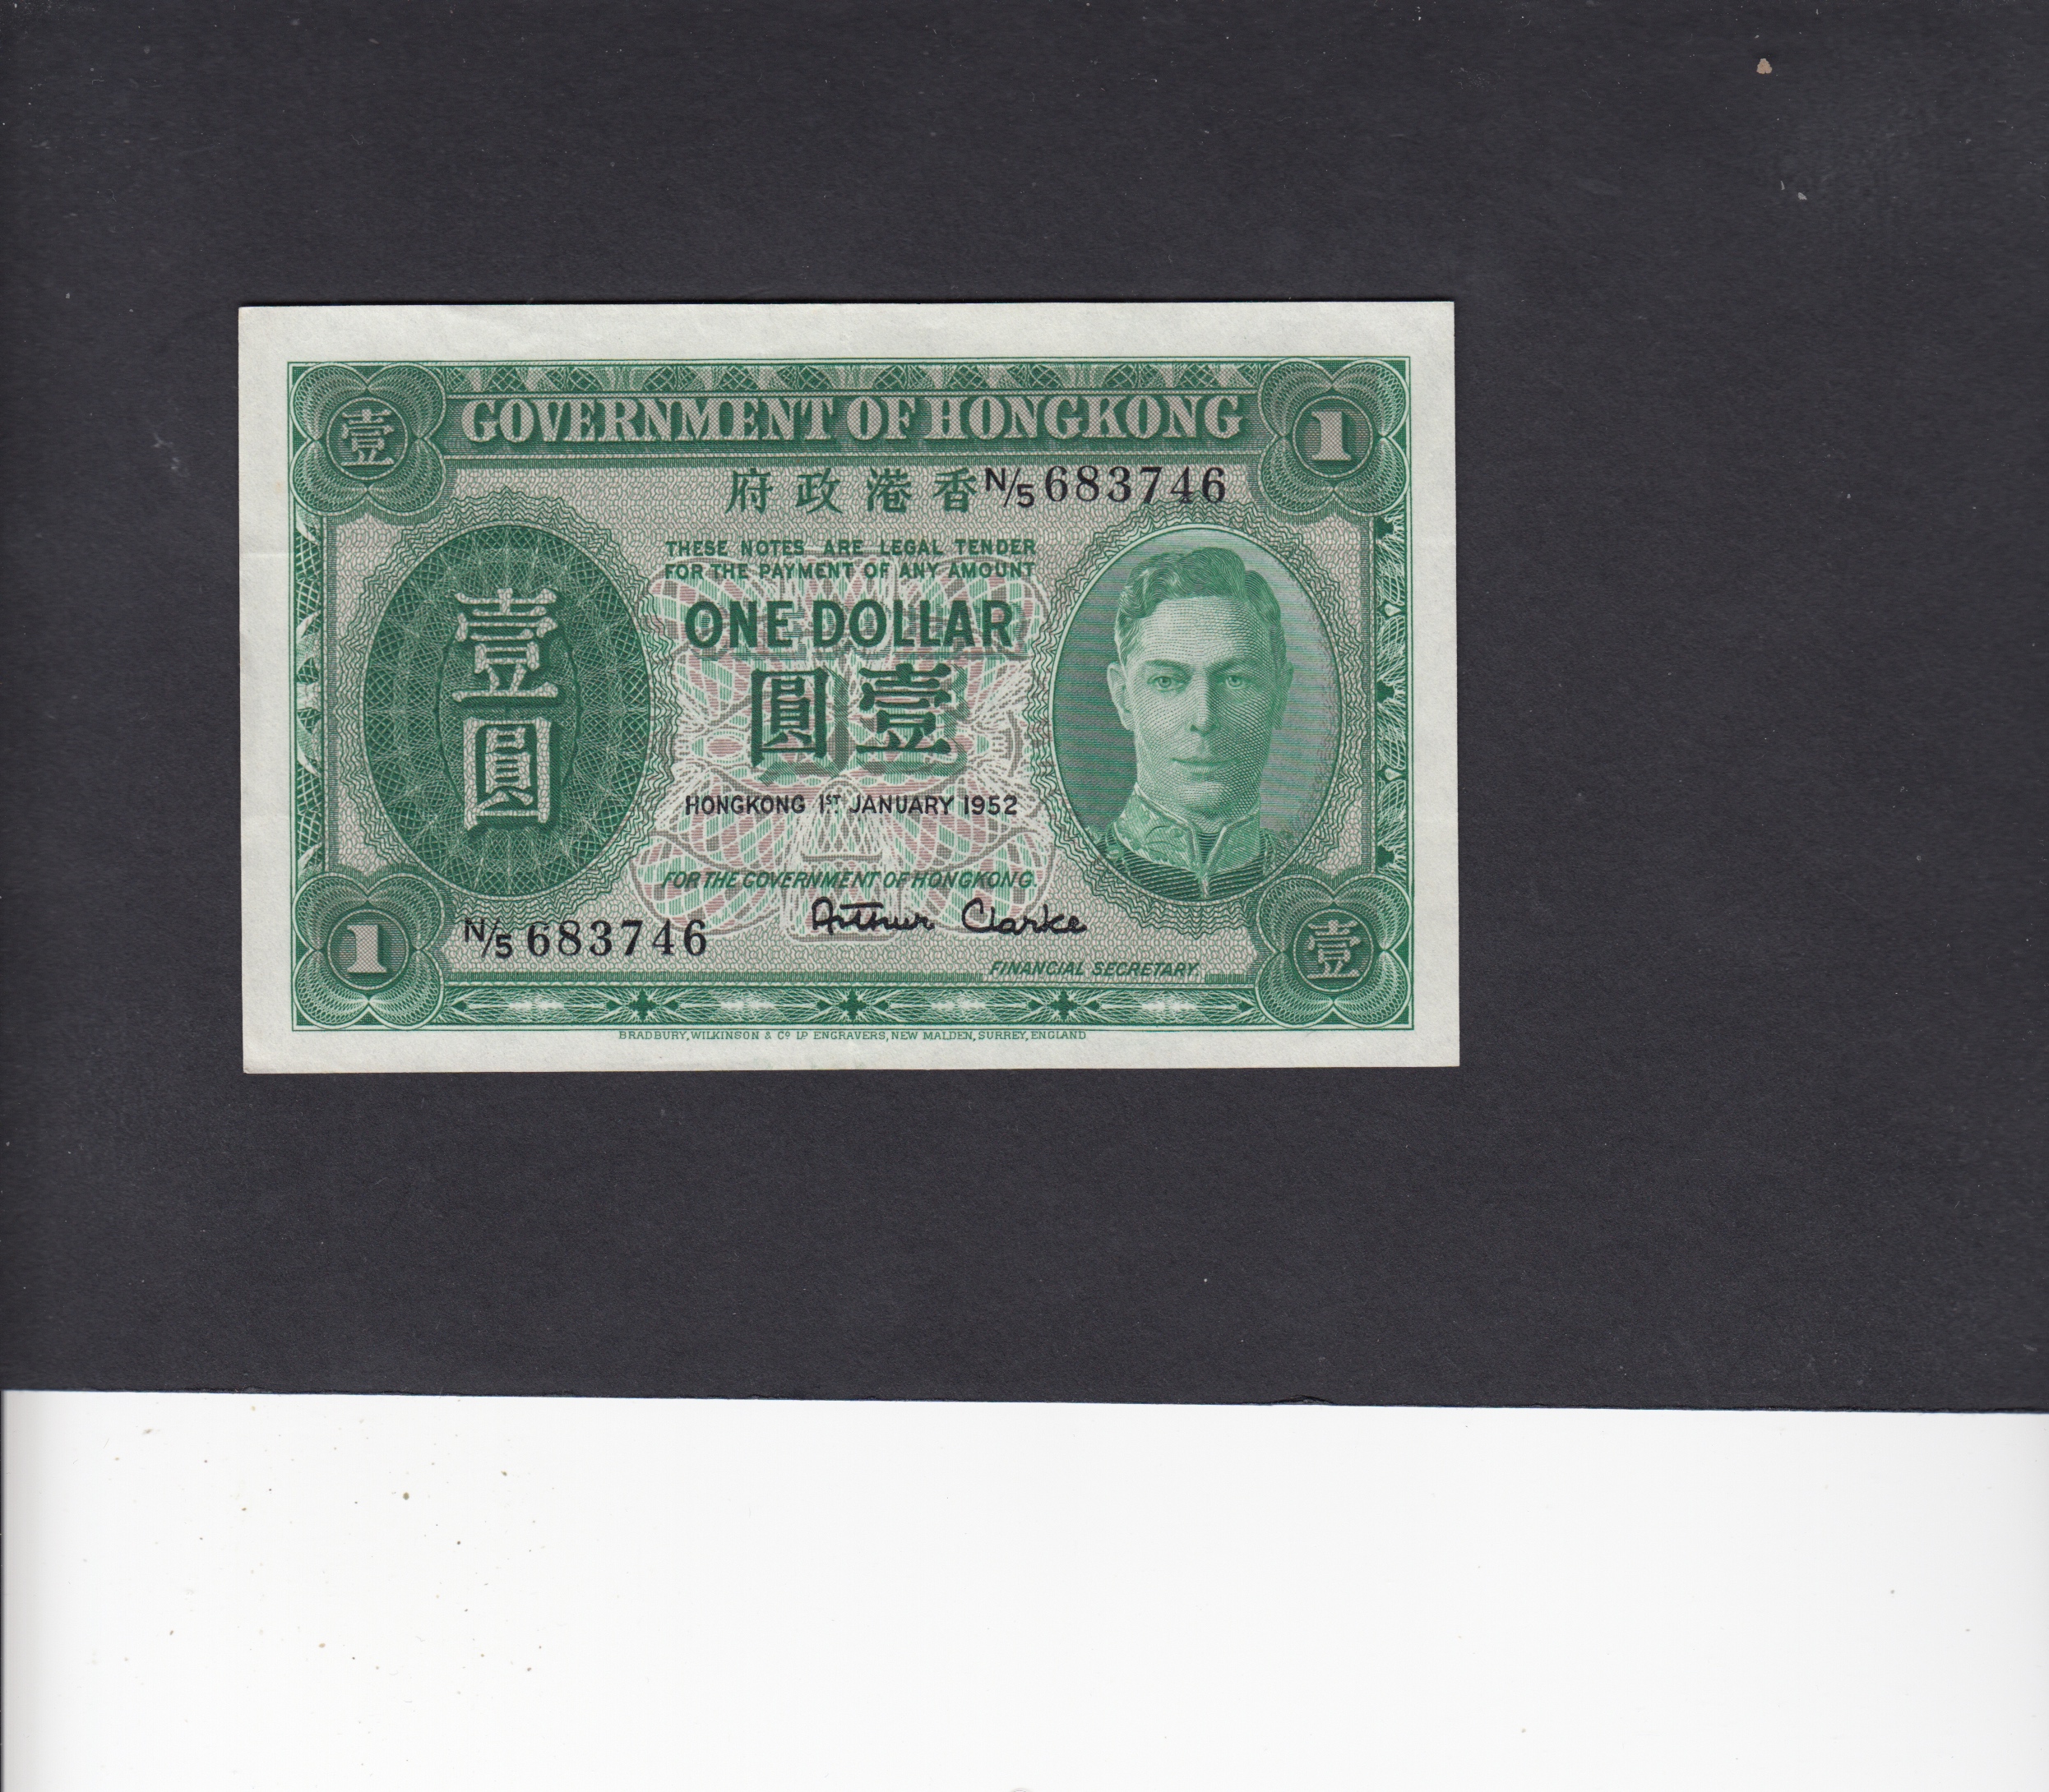 GOVERNMENT OF HONGKONG
壹
1
府政港香
N/5 683746
THESE NOTES ARE LEGAL TENDER
FOR THE PAYMENT OF ANY AMOUNT
ONE DOLLAR
壹圓
圓壹
HONGKONG 1ST JANUARY 1952
FOR THE GOVERNMENT OF HONGKONG.
Arthur Clarke
N/5 683746
1
壹
FINANCIAL SECRETARY
BRADBURY, WILKINSON & Co. Ld. ENGRAVERS, NEW MALDEN, SURREY, ENGLAND